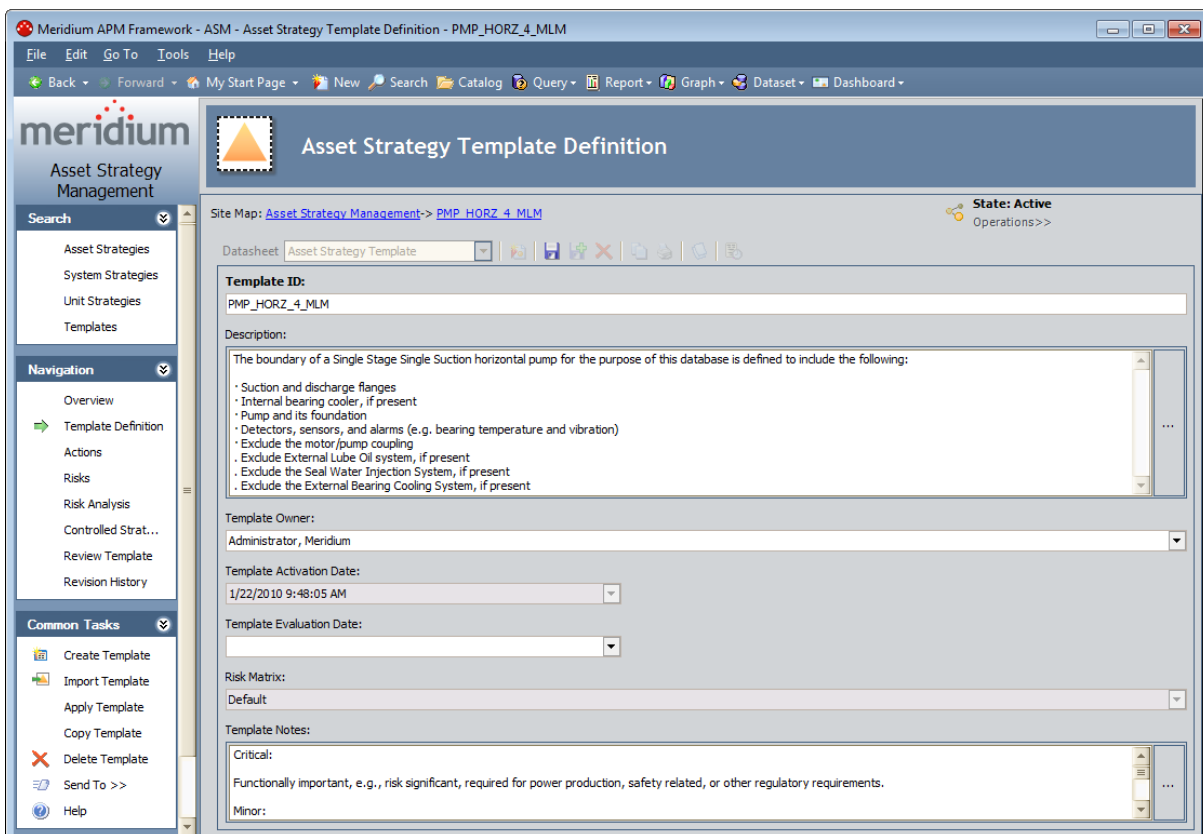 Meridium APM Framework - ASM - Asset Strategy Template Definition - PMP_HORZ_4_MLM
File Edit Go To Tools Help
Back Forward My Start Page New Search Catalog Query Report Graph Dataset Dashboard
meridium
Asset Strategy
Management
Search
Asset Strategies
System Strategies
Unit Strategies
Templates
Navigation
Overview
Template Definition
Actions
Risks
Risk Analysis
Controlled Strat...
Review Template
Revision History
Common Tasks
Create Template
Import Template
Apply Template
Copy Template
Delete Template
Send To >>
Help
Asset Strategy Template Definition
Site Map: Asset Strategy Management-> PMP_HORZ_4_MLM
State: Active
Operations>>
Datasheet Asset Strategy Template
Template ID:
PMP_HORZ_4_MLM
Description:
The boundary of a Single Stage Single Suction horizontal pump for the purpose of this database is defined to include the following:
· Suction and discharge flanges
· Internal bearing cooler, if present
· Pump and its foundation
· Detectors, sensors, and alarms (e.g. bearing temperature and vibration)
· Exclude the motor/pump coupling
. Exclude External Lube Oil system, if present
. Exclude the Seal Water Injection System, if present
. Exclude the External Bearing Cooling System, if present
...
Template Owner:
Administrator, Meridium
Template Activation Date:
1/22/2010 9:48:05 AM
Template Evaluation Date:
Risk Matrix:
Default
Template Notes:
Critical:
Functionally important, e.g., risk significant, required for power production, safety related, or other regulatory requirements.
Minor:
...